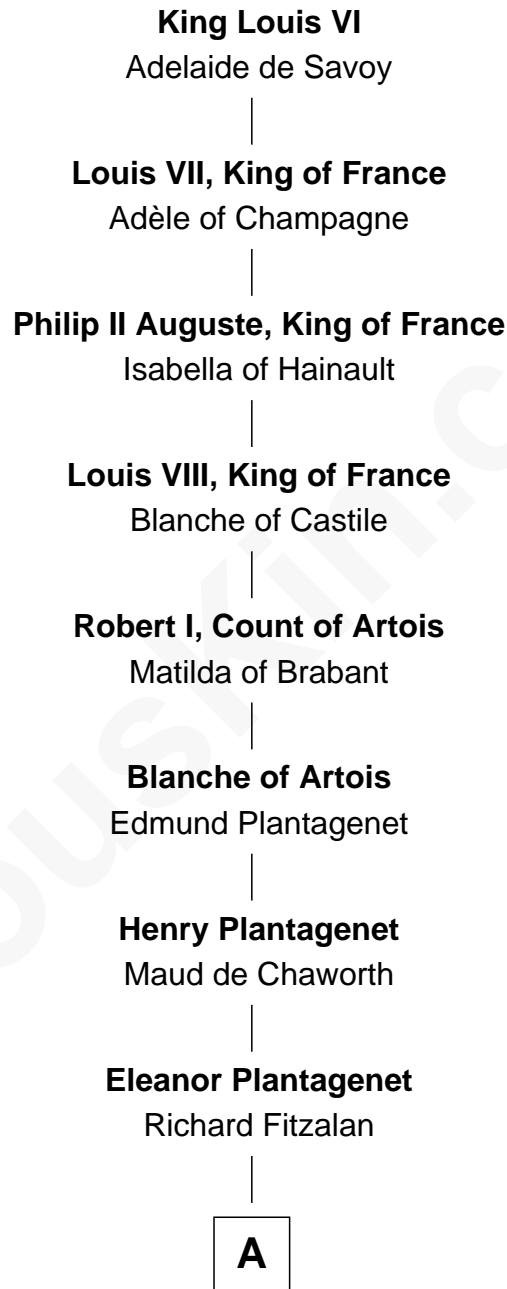 King Louis VI
Adelaide de Savoy
Louis VII, King of France
Adèle of Champagne
Philip II Auguste, King of France
Isabella of Hainault
Louis VIII, King of France
Blanche of Castile
Robert I, Count of Artois
Matilda of Brabant
Blanche of Artois
Edmund Plantagenet
Henry Plantagenet
Maud de Chaworth
Eleanor Plantagenet
Richard Fitzalan
A